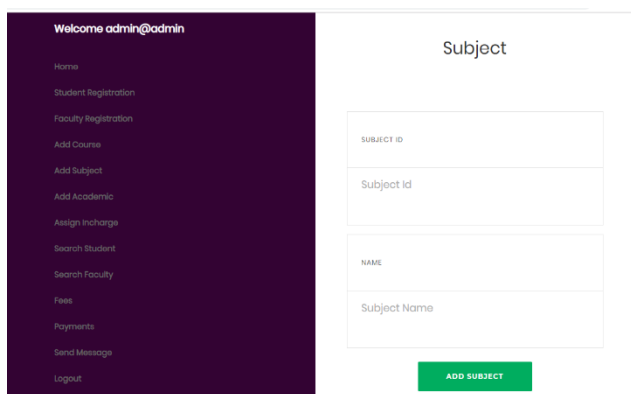 Welcome admin@admin
Home
Student Registration
Faculty Registration
Add Course
Add Subject
Add Academic
Assign Incharge
Search Student
Search Faculty
Fees
Payments
Send Message
Logout
Subject
SUBJECT ID
Subject Id
NAME
Subject Name
ADD SUBJECT